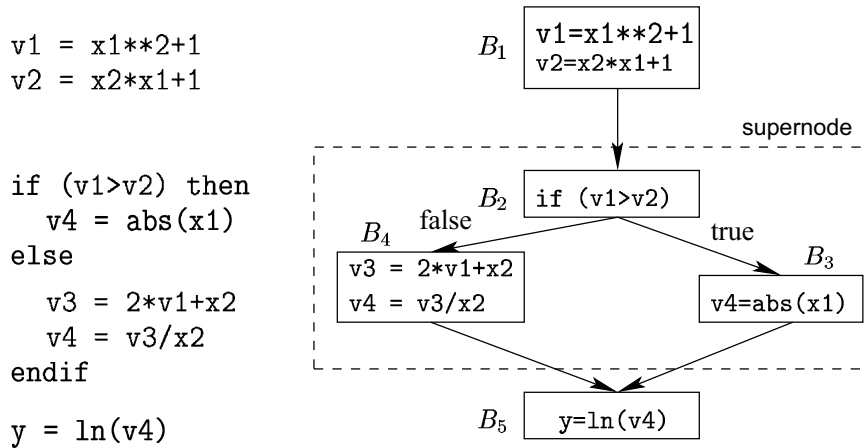 v1 = x1**2+1
v2 = x2*x1+1
if (v1>v2) then
v4 = abs(x1)
else
v3 = 2*v1+x2
v4 = v3/x2
endif
y = ln(v4)
B1
v1=x1**2+1
v2=x2*x1+1
supernode
B2
if (v1>v2)
false
true
B4
v3 = 2*v1+x2
v4 = v3/x2
B3
v4=abs(x1)
B5
y=ln(v4)